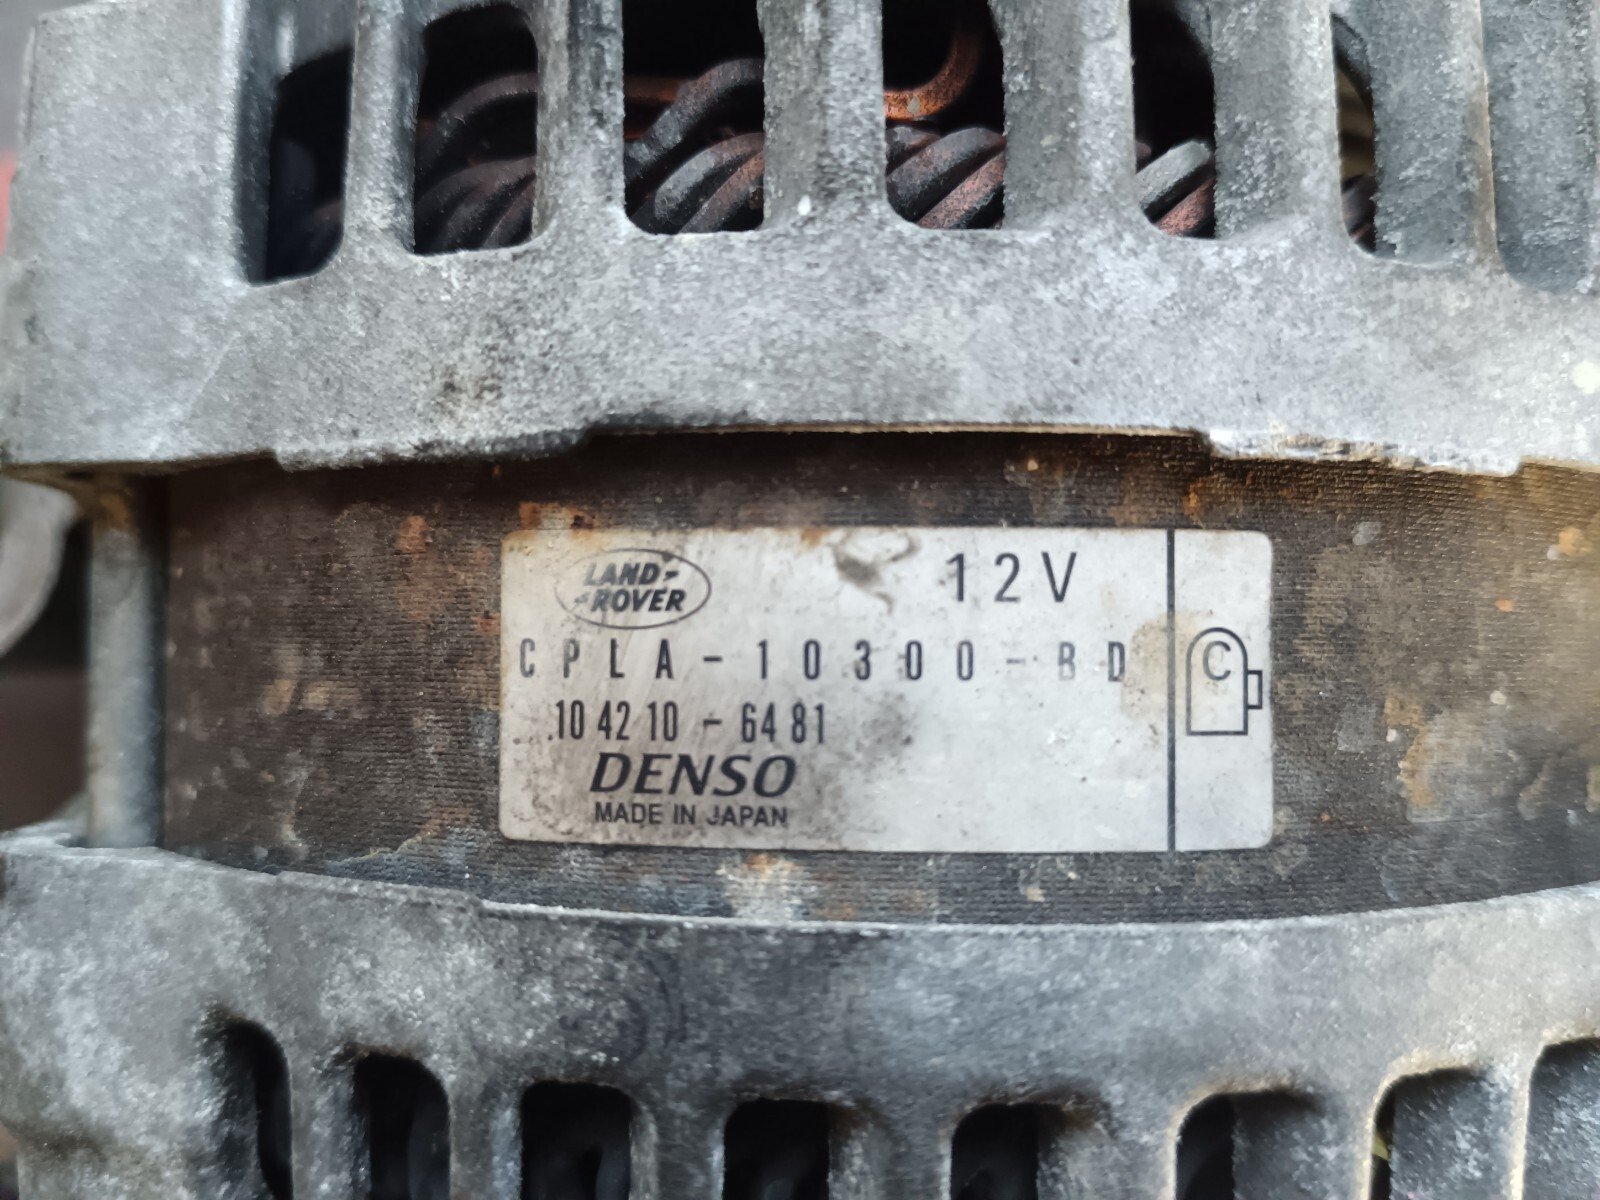 LAND-
-ROVER
12V
CPLA-10300-BD
104210-6481
DENSO
MADE IN JAPAN
C